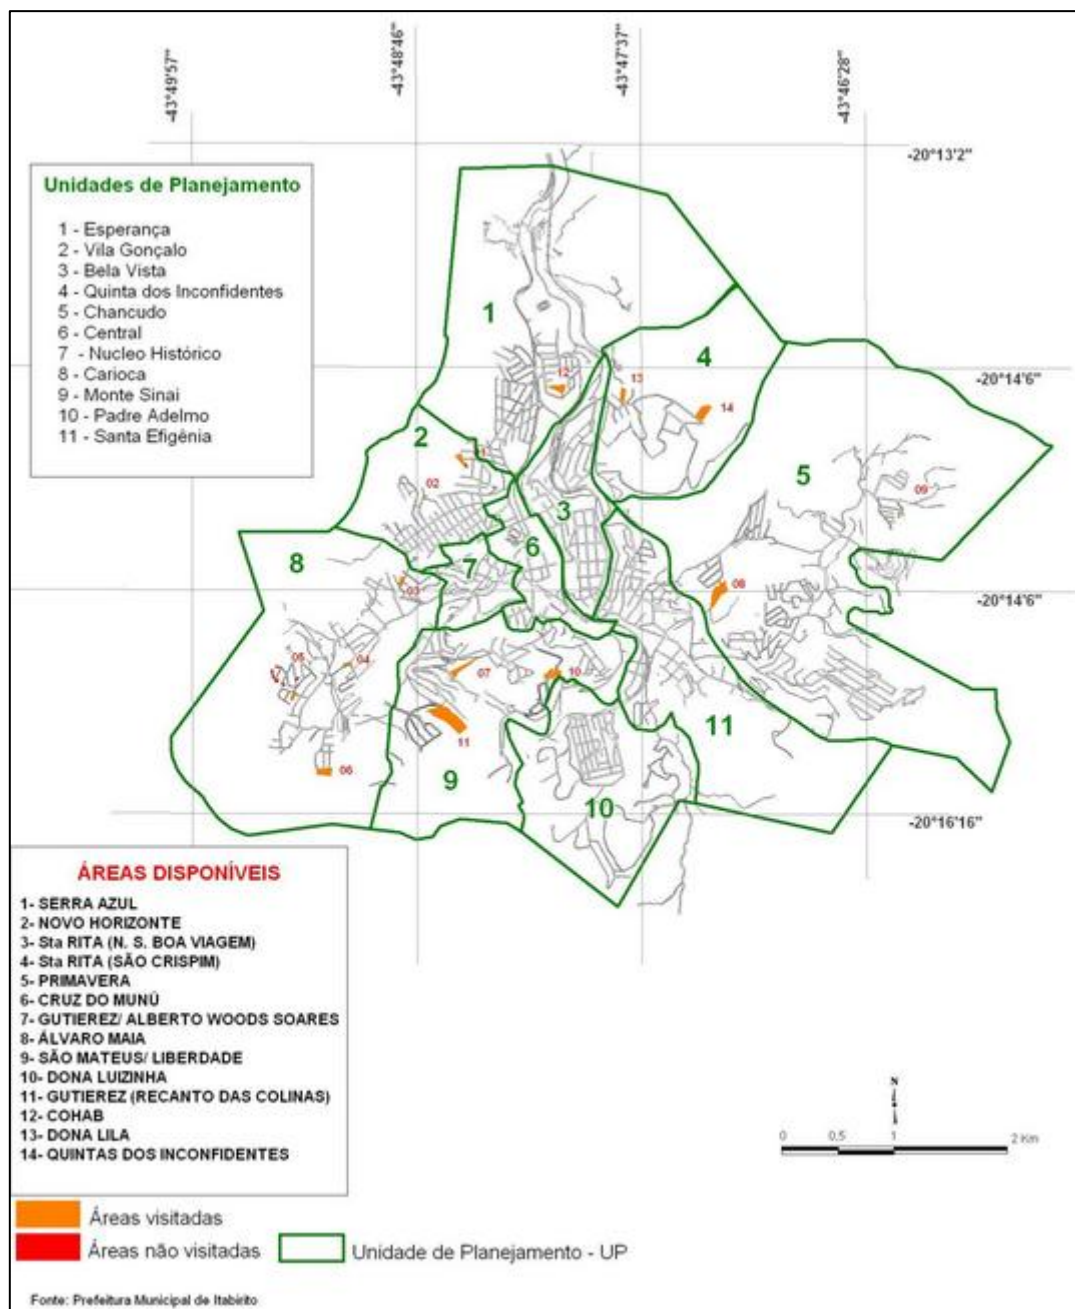 -43°49'57"
-43°48'46"
-43°47'37"
-43°46'28"
-20°13'2"
Unidades de Planejamento
1 - Esperança
2 - Vila Gonçalo
3 - Bela Vista
4 - Quinta dos Inconfidentes
5 - Chancudo
6 - Central
7 - Nucleo Histórico
8 - Carioca
9 - Monte Sinai
10 - Padre Adelmo
11 - Santa Efigênia
1
4
-20°14'6"
12
13
14
2
1
02
5
09
3
6
8
7
03
08
-20°14'6"
05
04
07
10
11
11
06
9
10
-20°16'16"
ÁREAS DISPONÍVEIS
1- SERRA AZUL
2- NOVO HORIZONTE
3- Sta RITA (N. S. BOA VIAGEM)
4- Sta RITA (SÃO CRISPIM)
5- PRIMAVERA
6- CRUZ DO MUNÚ
7- GUTIEREZ/ ALBERTO WOODS SOARES
8- ÁLVARO MAIA
9- SÃO MATEUS/ LIBERDADE
10- DONA LUIZINHA
11- GUTIEREZ (RECANTO DAS COLINAS)
12- COHAB
13- DONA LILA
14- QUINTAS DOS INCONFIDENTES
N
0 0,5 1 2 Km
Áreas visitadas
Áreas não visitadas
Unidade de Planejamento - UP
Fonte: Prefeitura Municipal de Itabirito